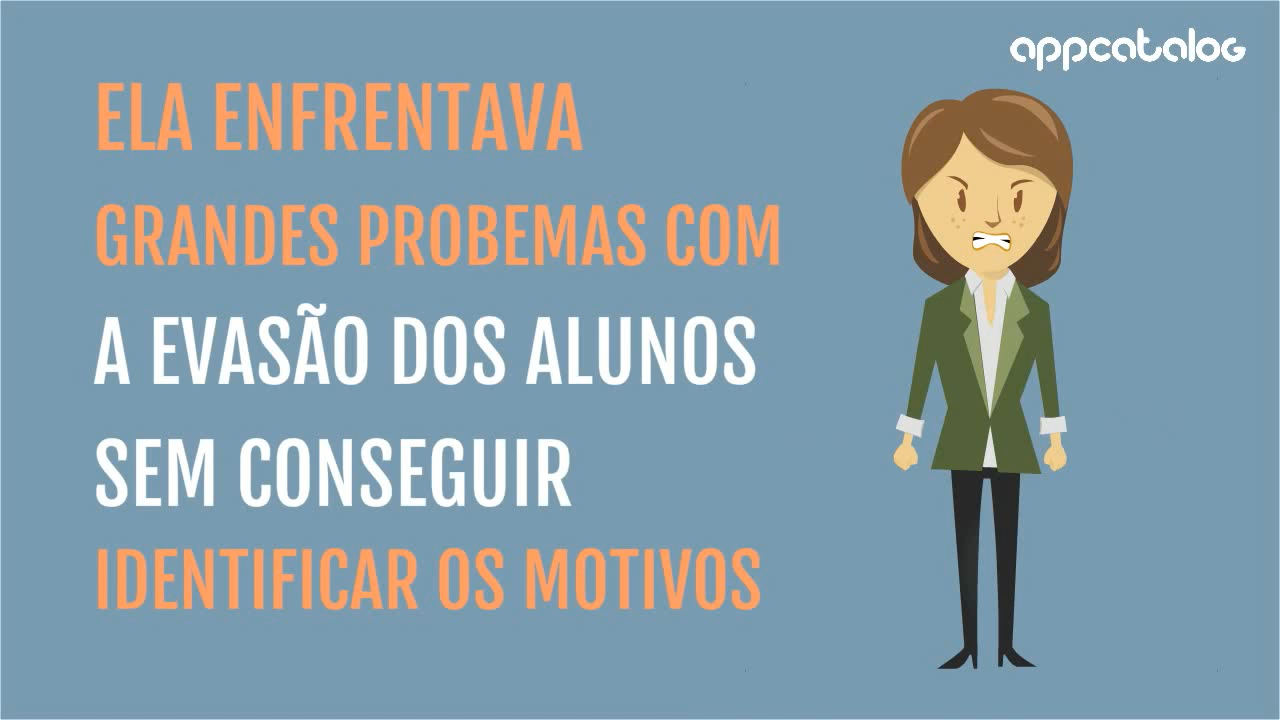 appcatalog
ELA ENFRENTAVA
GRANDES PROBEMAS COM
A EVASÃO DOS ALUNOS
SEM CONSEGUIR
IDENTIFICAR OS MOTIVOS